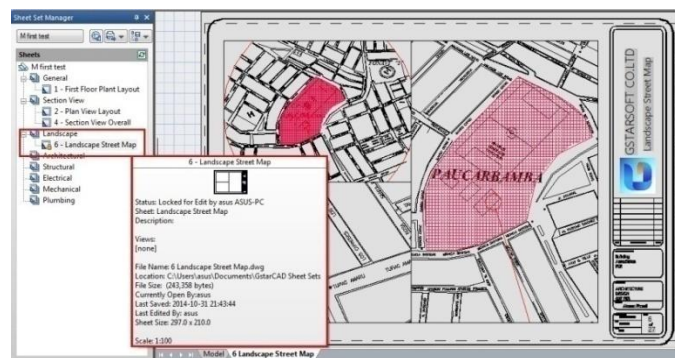 Sheet Set Manager
M first test
Sheets
M first test
General
1 - First Floor Plant Layout
Section View
2 - Plan View Layout
4 - Section View Overall
Landscape
6 - Landscape Street Map
Architectural
Structural
Electrical
Mechanical
Plumbing
6 - Landscape Street Map
Status: Locked for Edit by asus ASUS-PC
Sheet: Landscape Street Map
Description:
Views:
[none]
File Name: 6 Landscape Street Map.dwg
Location: C:\Users\asus\Documents\GstarCAD Sheet Sets
File Size: (243,358 bytes)
Currently Open By:asus
Last Saved: 2014-10-31 21:43:44
Last Edited By: asus
Sheet Size: 297.0 x 210.0
Scale: 1:100
PAUCARBAMBA
GSTARSOFT CO.LTD
Landscape Street Map
Model
6 Landscape Street Map